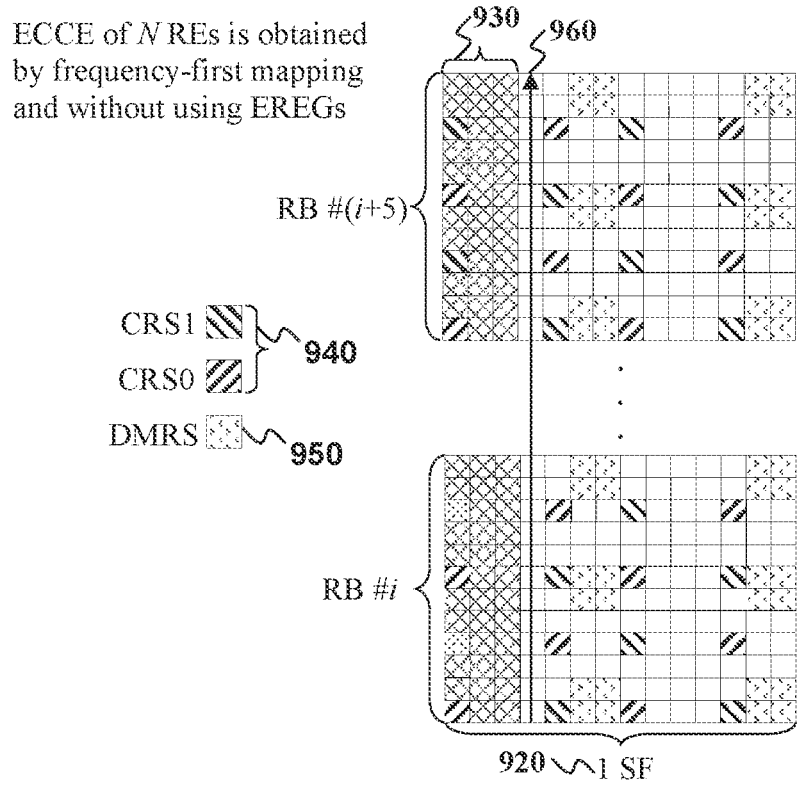 ECCE of N REs is obtained
by frequency-first mapping
and without using EREGs
930
960
RB #(i+5)
CRS1
CRS0
940
DMRS
950
RB #i
920
1 SF